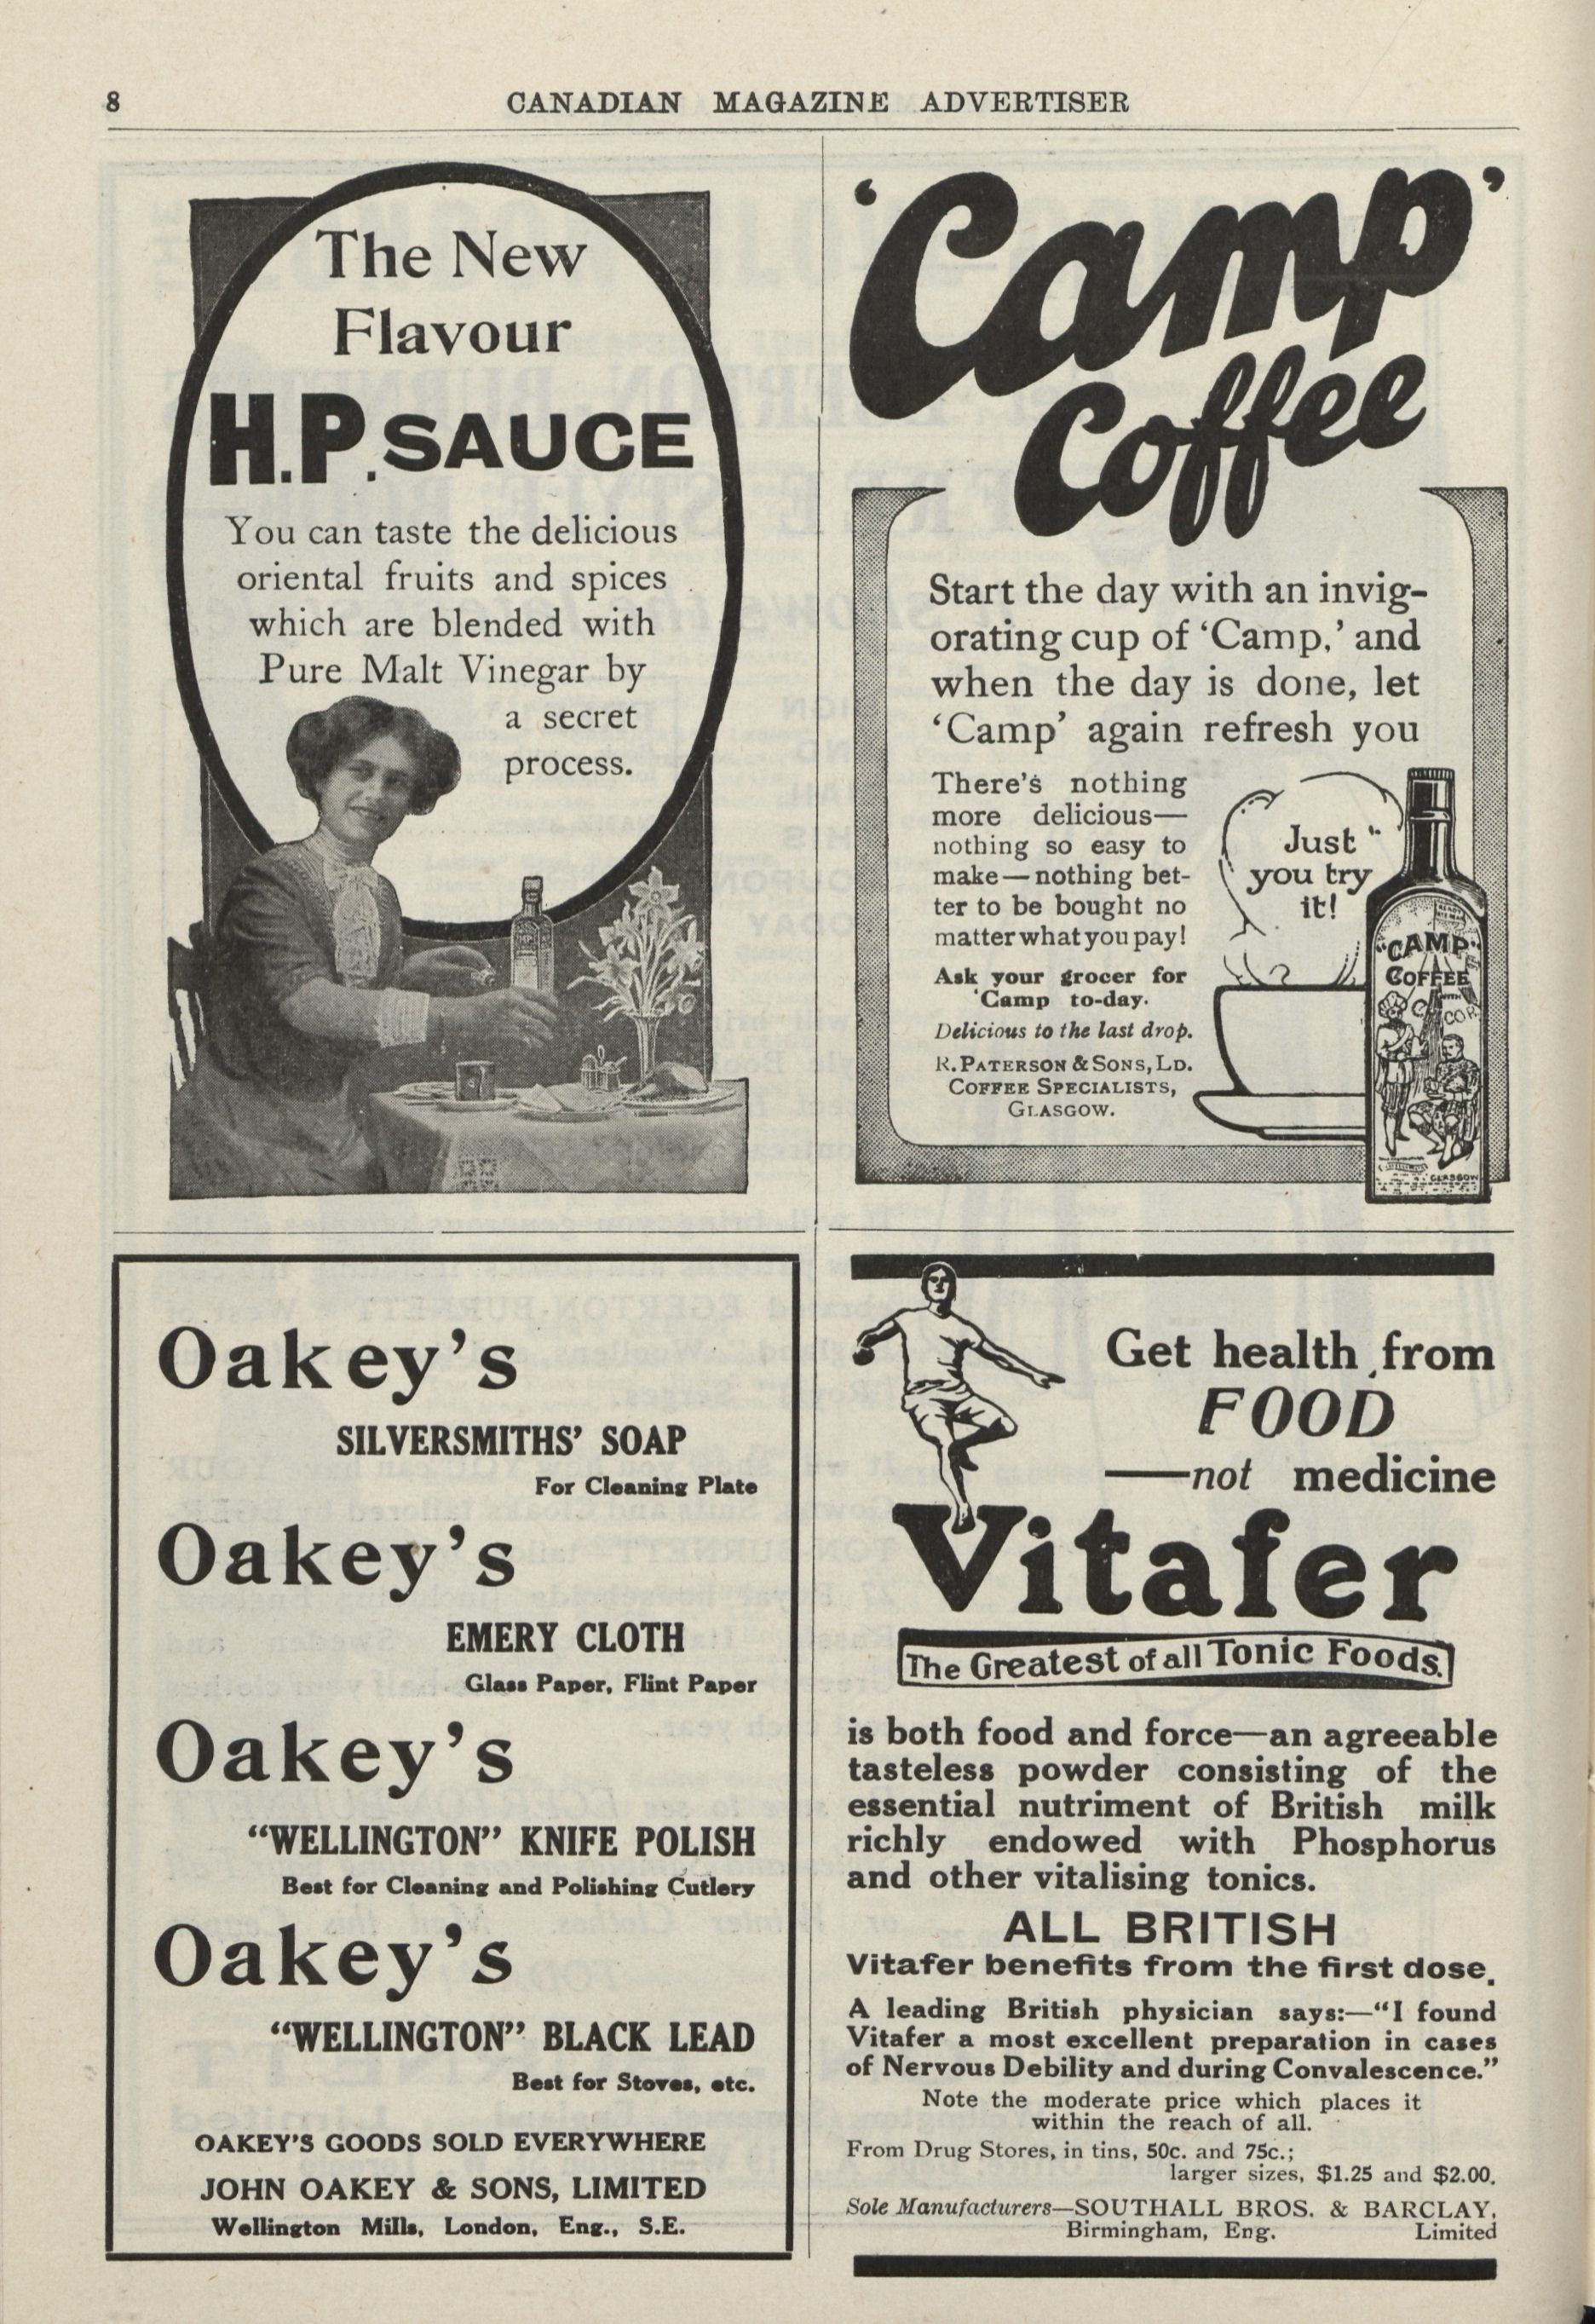 8
CANADIAN MAGAZINE ADVERTISER
The New
Flavour
H.P. SAUCE
You can taste the delicious
oriental fruits and spices
which are blended with
Pure Malt Vinegar by
a secret
process.
'Camp'
Coffee
Start the day with an invig-
orating cup of 'Camp,' and
when the day is done, let
'Camp' again refresh you
There's nothing
more delicious—
nothing so easy to
make—nothing bet-
ter to be bought no
matter what you pay!
Ask your grocer for
'Camp to-day.
Delicious to the last drop.
R. PATERSON & SONS, LD.
COFFEE SPECIALISTS,
GLASGOW.
Just
you try
it!
"CAMP"
COFFEE
GLASGOW
Oakey's
SILVERSMITHS' SOAP
For Cleaning Plate
Oakey's
EMERY CLOTH
Glass Paper, Flint Paper
Oakey's
"WELLINGTON" KNIFE POLISH
Best for Cleaning and Polishing Cutlery
Oakey's
"WELLINGTON" BLACK LEAD
Best for Stoves, etc.
OAKEY'S GOODS SOLD EVERYWHERE
JOHN OAKEY & SONS, LIMITED
Wellington Mills, London, Eng., S.E.
Get health from
FOOD
—not medicine
Vitafer
The Greatest of all Tonic Foods.
is both food and force—an agreeable
tasteless powder consisting of the
essential nutriment of British milk
richly endowed with Phosphorus
and other vitalising tonics.
ALL BRITISH
Vitafer benefits from the first dose.
A leading British physician says:—"I found
Vitafer a most excellent preparation in cases
of Nervous Debility and during Convalescence."
Note the moderate price which places it
within the reach of all.
From Drug Stores, in tins, 50c. and 75c.;
larger sizes, $1.25 and $2.00.
Sole Manufacturers—SOUTHALL BROS. & BARCLAY,
Birmingham, Eng. Limited